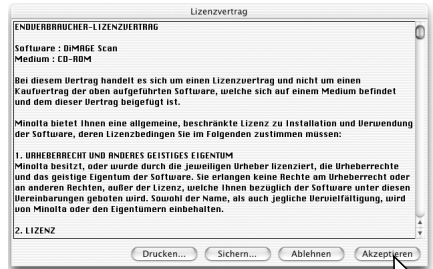 Lizenzvertrag
ENDVERBRAUCHER-LIZENZVERTRAG
Software : DiMAGE Scan
Medium : CD-ROM
Bei diesem Vertrag handelt es sich um einen Lizenzvertrag und nicht um einen
Kaufvertrag der oben aufgeführten Software, welche sich auf einem Medium befindet
und dem dieser Vertrag beigefügt ist.
Minolta bietet Ihnen eine allgemeine, beschränkte Lizenz zu Installation und Verwendung
der Software, deren Lizenzbedingen Sie im Folgenden zustimmen müssen:
1. URHEBERRECHT UND ANDERES GEISTIGES EIGENTUM
Minolta besitzt, oder wurde durch die jeweiligen Urheber lizenziert, die Urheberrechte
und das geistige Eigentum der Software. Sie erlangen keine Rechte am Urheberrecht oder
an anderen Rechten, außer der Lizenz, welche Ihnen bezüglich der Software unter diesen
Vereinbarungen geboten wird. Sowohl der Name, als auch jegliche Vervielfältigung, wird
von Minolta oder den Eigentümern einbehalten.
2. LIZENZ
Drucken... Sichern... Ablehnen Akzeptieren